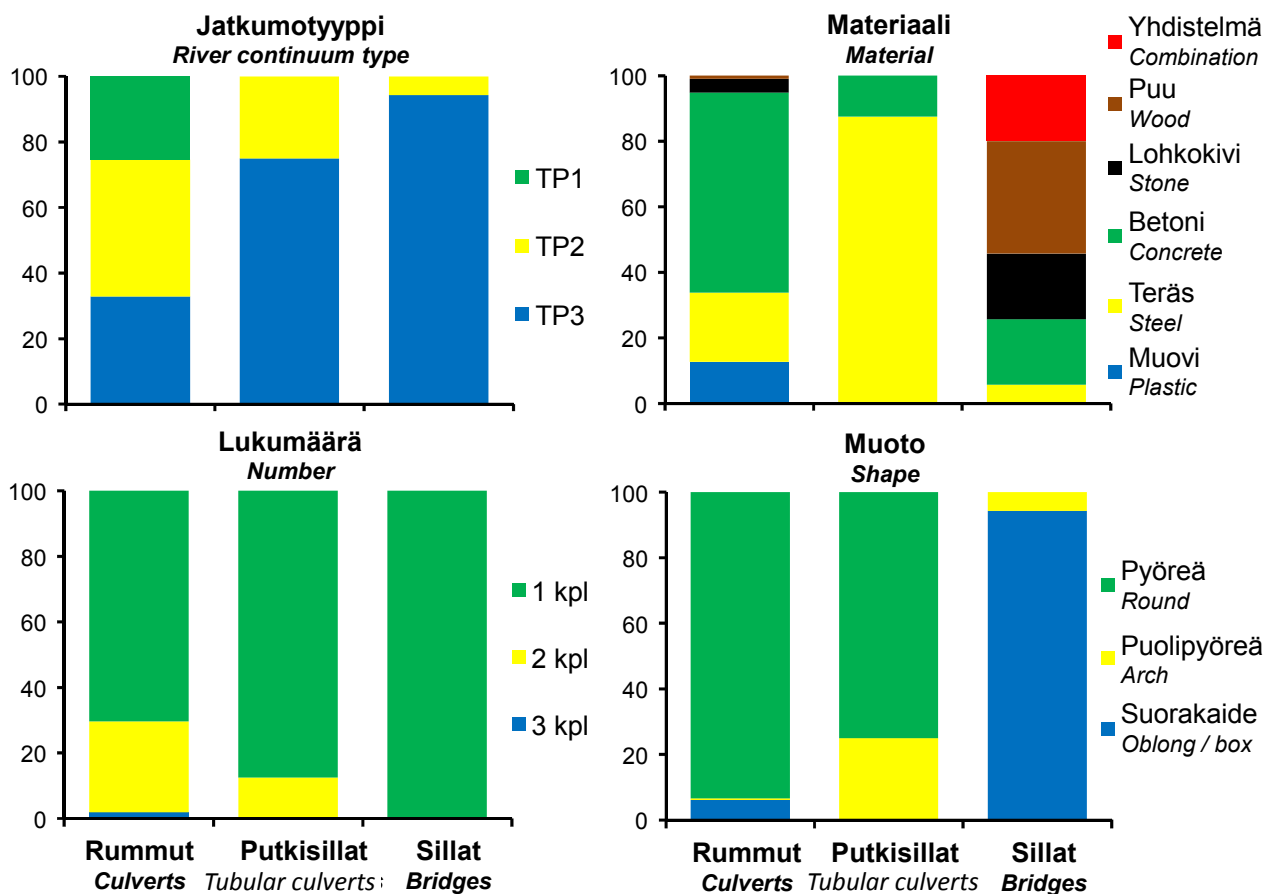 Jatkumotyyppi
River continuum type
100
80
60
40
20
0
TP1
TP2
TP3
Materiaali
Material
100
80
60
40
20
0
Yhdistelmä
Combination
Puu
Wood
Lohkokivi
Stone
Betoni
Concrete
Teräs
Steel
Muovi
Plastic
Lukumäärä
Number
100
80
60
40
20
0
1 kpl
2 kpl
3 kpl
Rummut Putkisillat Sillat
Culverts Tubular culverts Bridges
Muoto
Shape
100
80
60
40
20
0
Pyöreä
Round
Puolipyöreä
Arch
Suorakaide
Oblong / box
Rummut Putkisillat Sillat
Culverts Tubular culverts Bridges